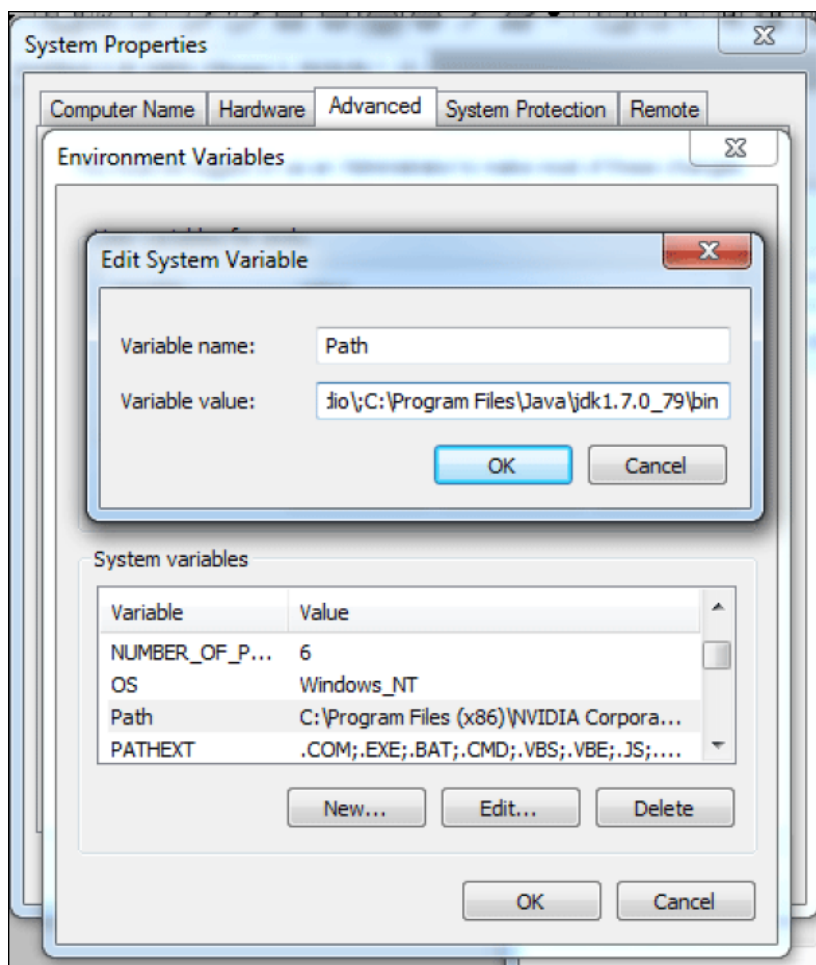 System Properties
Computer Name Hardware Advanced System Protection Remote
Environment Variables
Edit System Variable
Variable name: Path
Variable value: dio\;C:\Program Files\Java\jdk1.7.0_79\bin
OK Cancel
System variables
Variable Value
NUMBER_OF_P... 6
OS Windows_NT
Path C:\Program Files (x86)\NVIDIA Corpora...
PATHEXT .COM;.EXE;.BAT;.CMD;.VBS;.VBE;.JS;....
New... Edit... Delete
OK Cancel